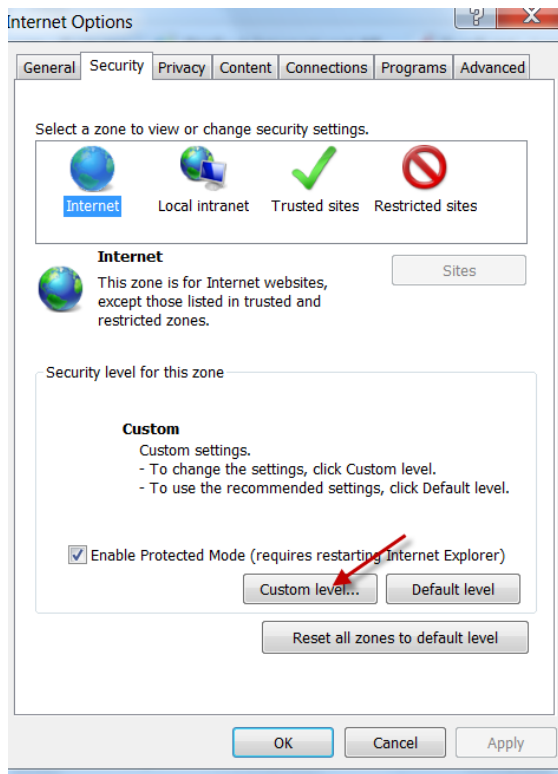 Internet Options
General Security Privacy Content Connections Programs Advanced
Select a zone to view or change security settings.
Internet Local intranet Trusted sites Restricted sites
Internet
Sites
This zone is for Internet websites,
except those listed in trusted and
restricted zones.
Security level for this zone
Custom
Custom settings.
- To change the settings, click Custom level.
- To use the recommended settings, click Default level.
Enable Protected Mode (requires restarting Internet Explorer)
Custom level... Default level
Reset all zones to default level
OK Cancel Apply